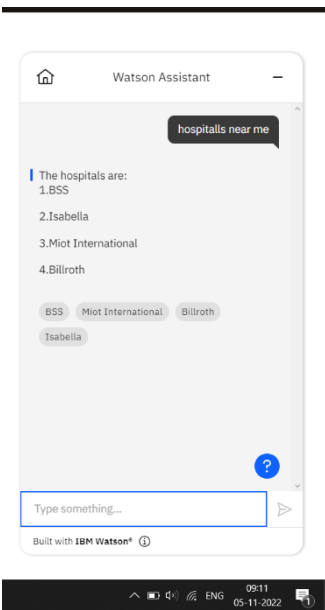 Watson Assistant
hospitalls near me
The hospitals are:
1.BSS
2.Isabella
3.Miot International
4.Billroth
BSS Miot International Billroth
Isabella
?
Type something...
Built with IBM Watson®
ENG 09:11
05-11-2022
1